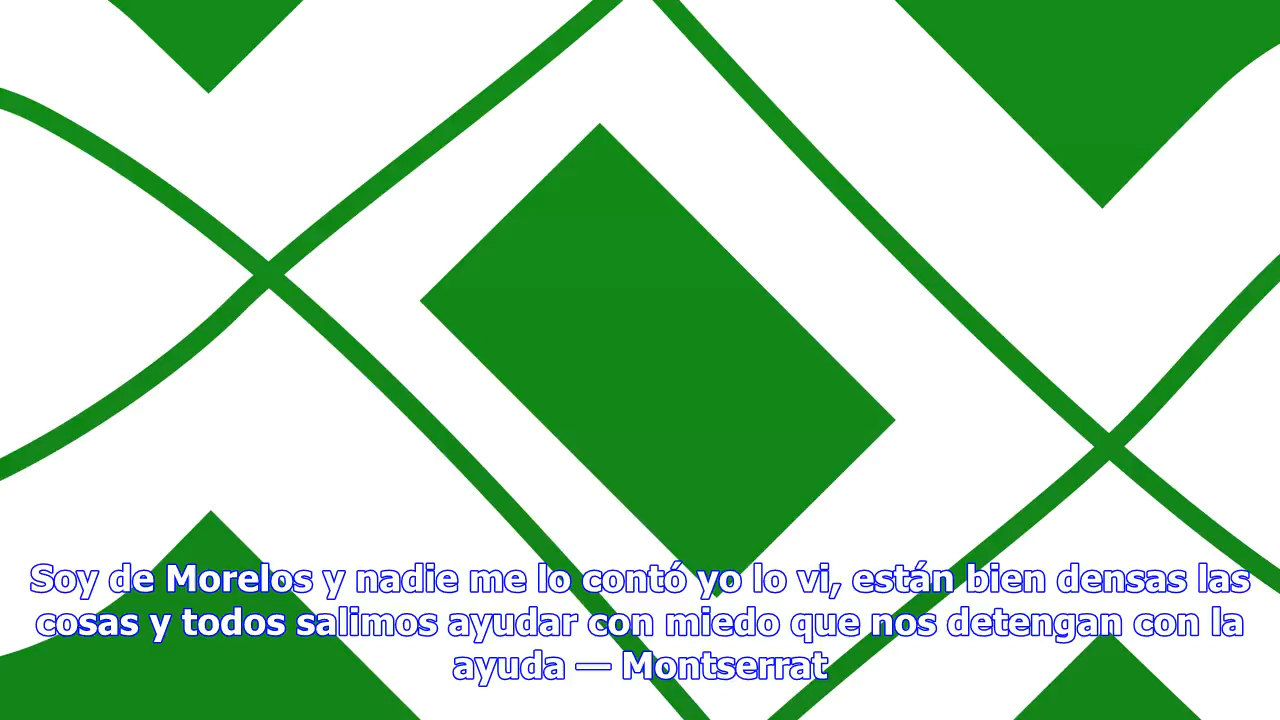 Soy de Morelos y nadie me lo contó yo lo vi, están bien densas las
cosas y todos salimos ayudar con miedo que nos detengan con la
ayuda — Montserrat